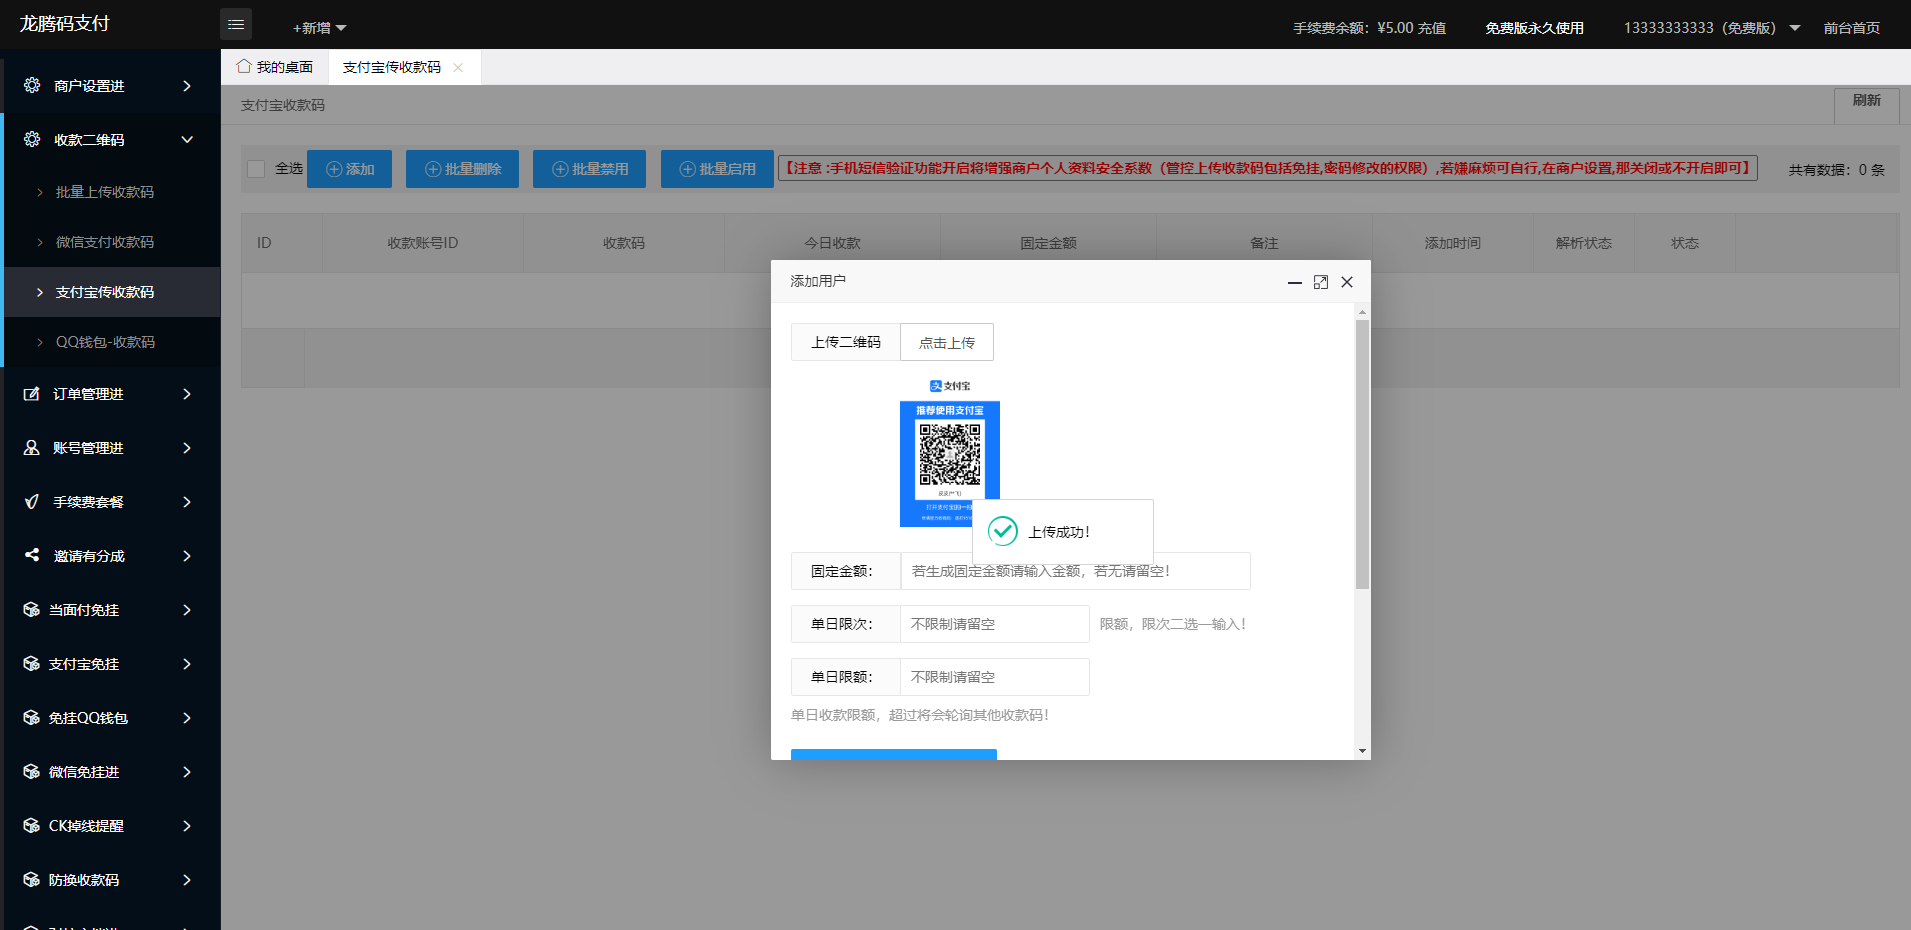 龙腾码支付
+新增
手续费余额：¥5.00 充值
免费版永久使用
13333333333（免费版）
前台首页
我的桌面
支付宝传收款码
商户设置进
收款二维码
批量上传收款码
微信支付收款码
支付宝传收款码
QQ钱包-收款码
订单管理进
账号管理进
手续费套餐
邀请有分成
当面付免挂
支付宝免挂
免挂QQ钱包
微信免挂进
CK掉线提醒
防换收款码
支付宝收款码
刷新
全选
添加
批量删除
批量禁用
批量启用
【注意 :手机短信验证功能开启将增强商户个人资料安全系数（管控上传收款码包括免挂,密码修改的权限）,若嫌麻烦可自行,在商户设置,那关闭或不开启即可】
共有数据：0 条
ID 收款账号ID 收款码 今日收款 固定金额 备注 添加时间 解析状态 状态
添加用户
上传二维码
点击上传
支付宝
推荐使用支付宝
上传成功！
固定金额：
若生成固定金额请输入金额，若无请留空！
单日限次：
不限制请留空
限额，限次二选一输入！
单日限额：
不限制请留空
单日收款限额，超过将会轮询其他收款码！